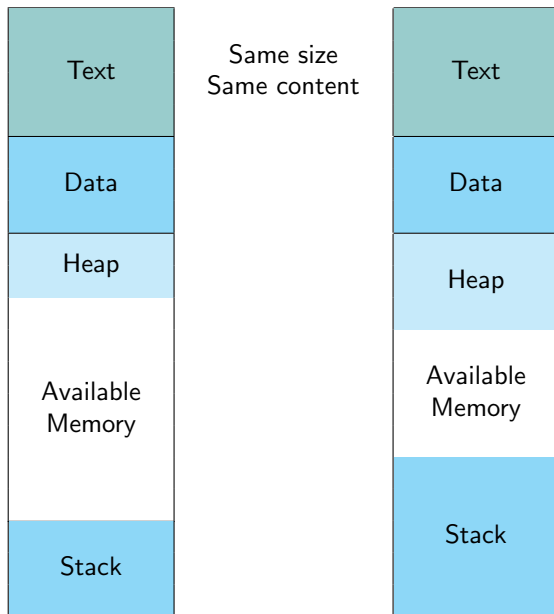 Text
Data
Heap
Available
Memory
Stack
Same size
Same content
Text
Data
Heap
Available
Memory
Stack